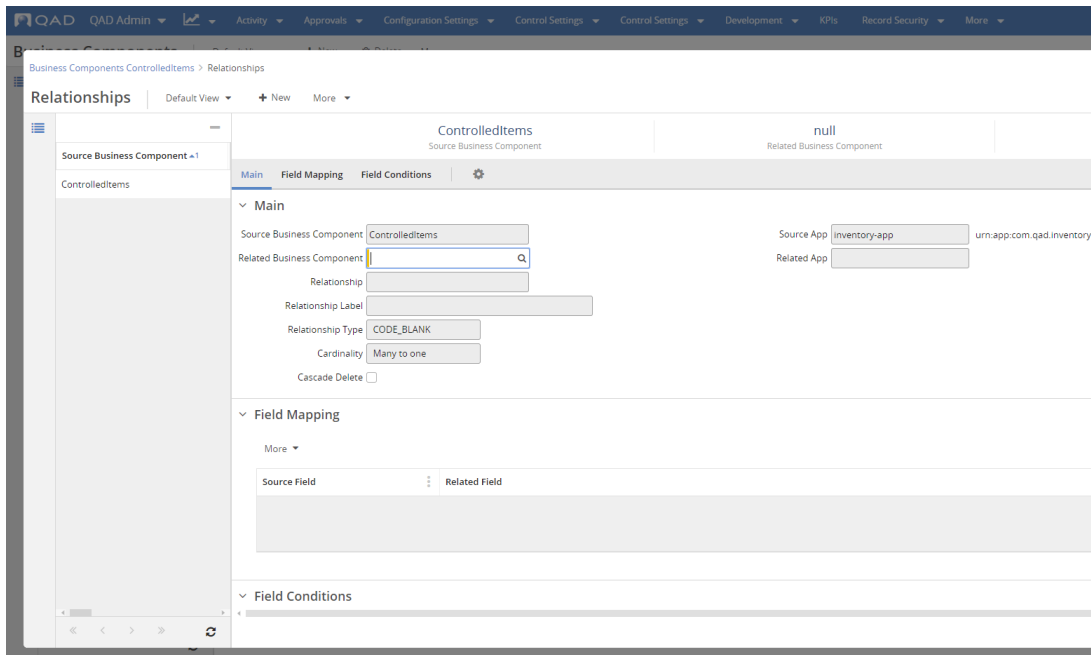 QAD QAD Admin Activity Approvals Configuration Settings Control Settings Control Settings Development KPIs Record Security More
Business Components ControlledItems > Relationships
Relationships Default View + New More
ControlledItems null
Source Business Component Related Business Component
Source Business Component 1
ControlledItems
Main Field Mapping Field Conditions
Main
Source Business Component ControlledItems Source App inventory-app urn:app:com.qad.inventory
Related Business Component Related App
Relationship
Relationship Label
Relationship Type CODE_BLANK
Cardinality Many to one
Cascade Delete
Field Mapping
More
Source Field Related Field
Field Conditions